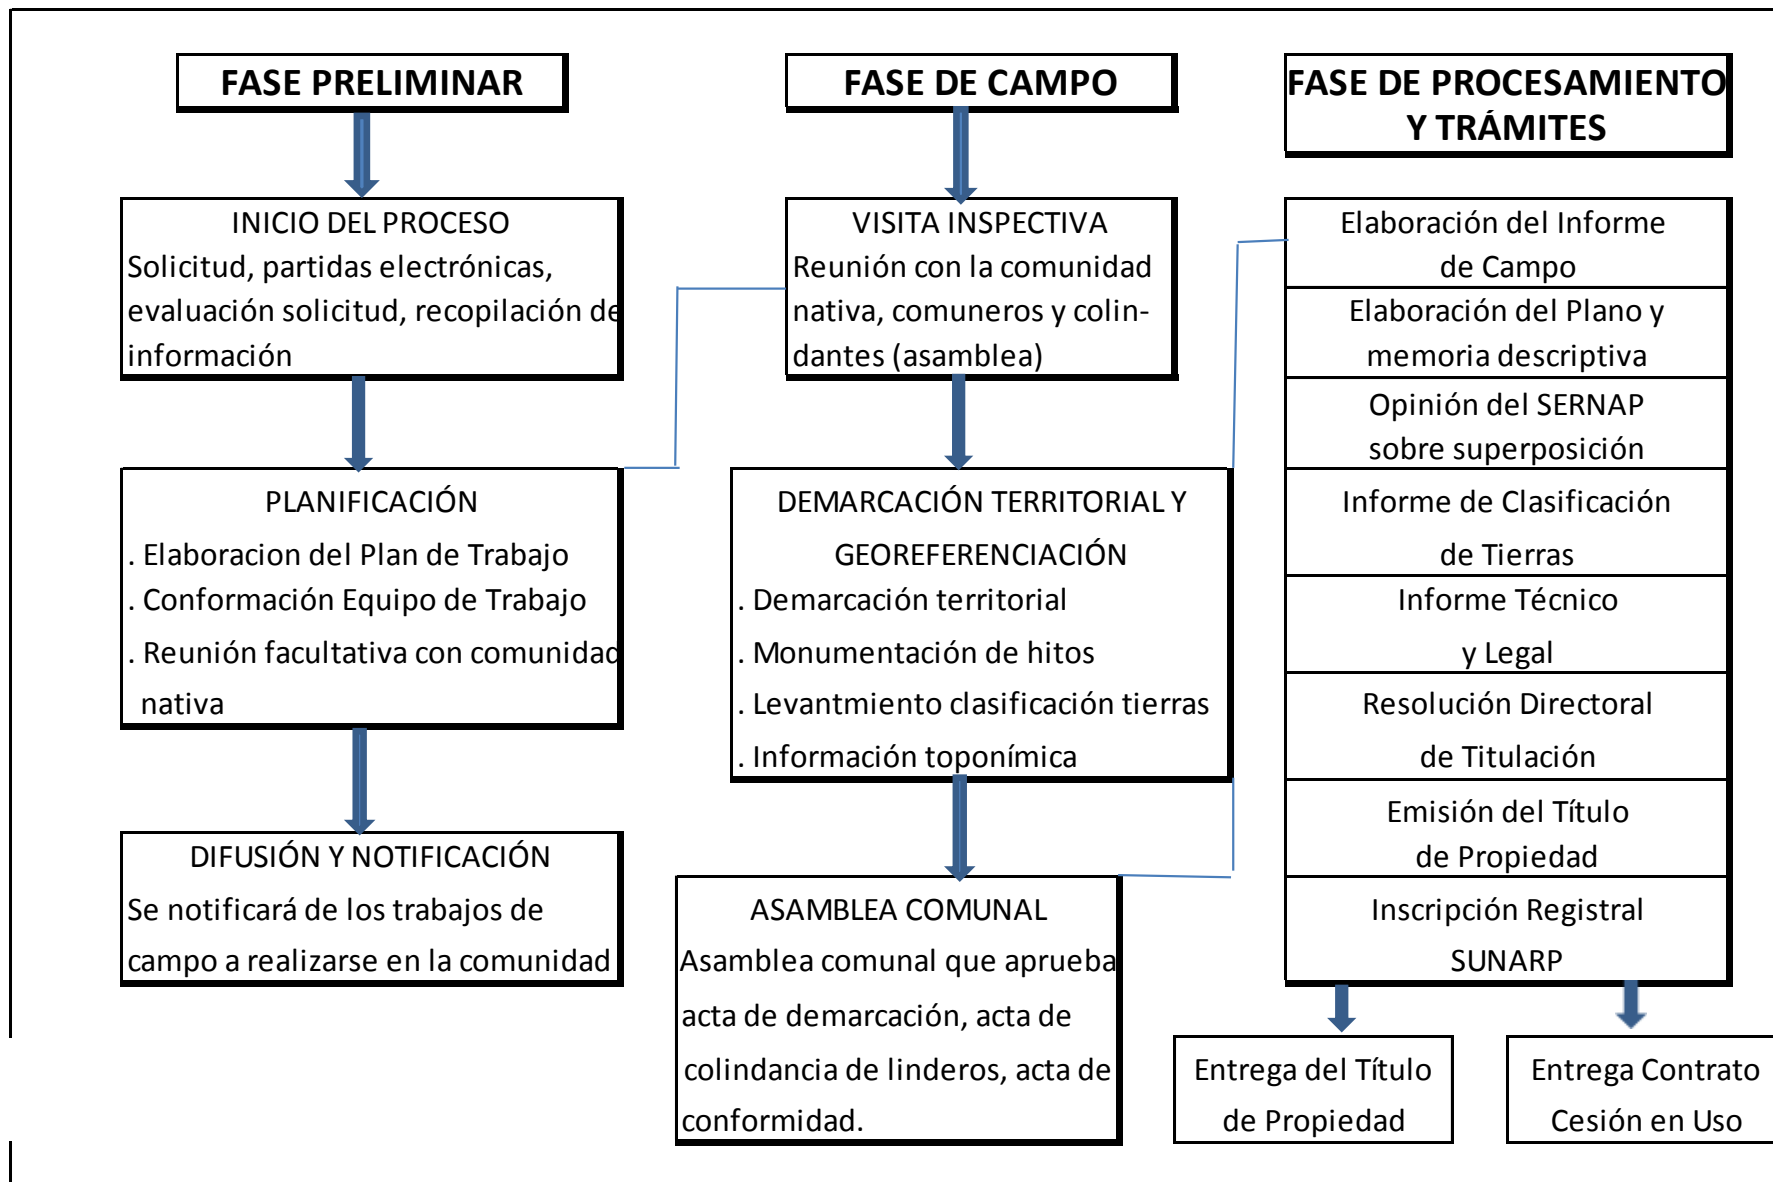 FASE PRELIMINAR
INICIO DEL PROCESO
Solicitud, partidas electrónicas,
evaluación solicitud, recopilación de
información
PLANIFICACIÓN
. Elaboracion del Plan de Trabajo
. Conformación Equipo de Trabajo
. Reunión facultativa con comunidad
nativa
DIFUSIÓN Y NOTIFICACIÓN
Se notificará de los trabajos de
campo a realizarse en la comunidad
FASE DE CAMPO
VISITA INSPECTIVA
Reunión con la comunidad
nativa, comuneros y colin-
dantes (asamblea)
DEMARCACIÓN TERRITORIAL Y
GEOREFERENCIACIÓN
. Demarcación territorial
. Monumentación de hitos
. Levantmiento clasificación tierras
. Información toponímica
ASAMBLEA COMUNAL
Asamblea comunal que aprueba
acta de demarcación, acta de
colindancia de linderos, acta de
conformidad.
FASE DE PROCESAMIENTO
Y TRÁMITES
Elaboración del Informe
de Campo
Elaboración del Plano y
memoria descriptiva
Opinión del SERNAP
sobre superposición
Informe de Clasificación
de Tierras
Informe Técnico
y Legal
Resolución Directoral
de Titulación
Emisión del Título
de Propiedad
Inscripción Registral
SUNARP
Entrega del Título
de Propiedad
Entrega Contrato
Cesión en Uso